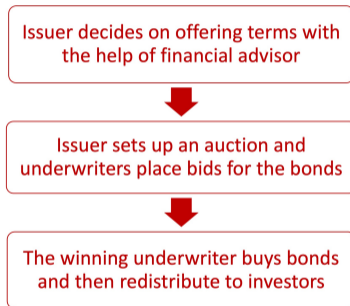 Issuer decides on offering terms with
the help of financial advisor
Issuer sets up an auction and
underwriters place bids for the bonds
The winning underwriter buys bonds
and then redistribute to investors